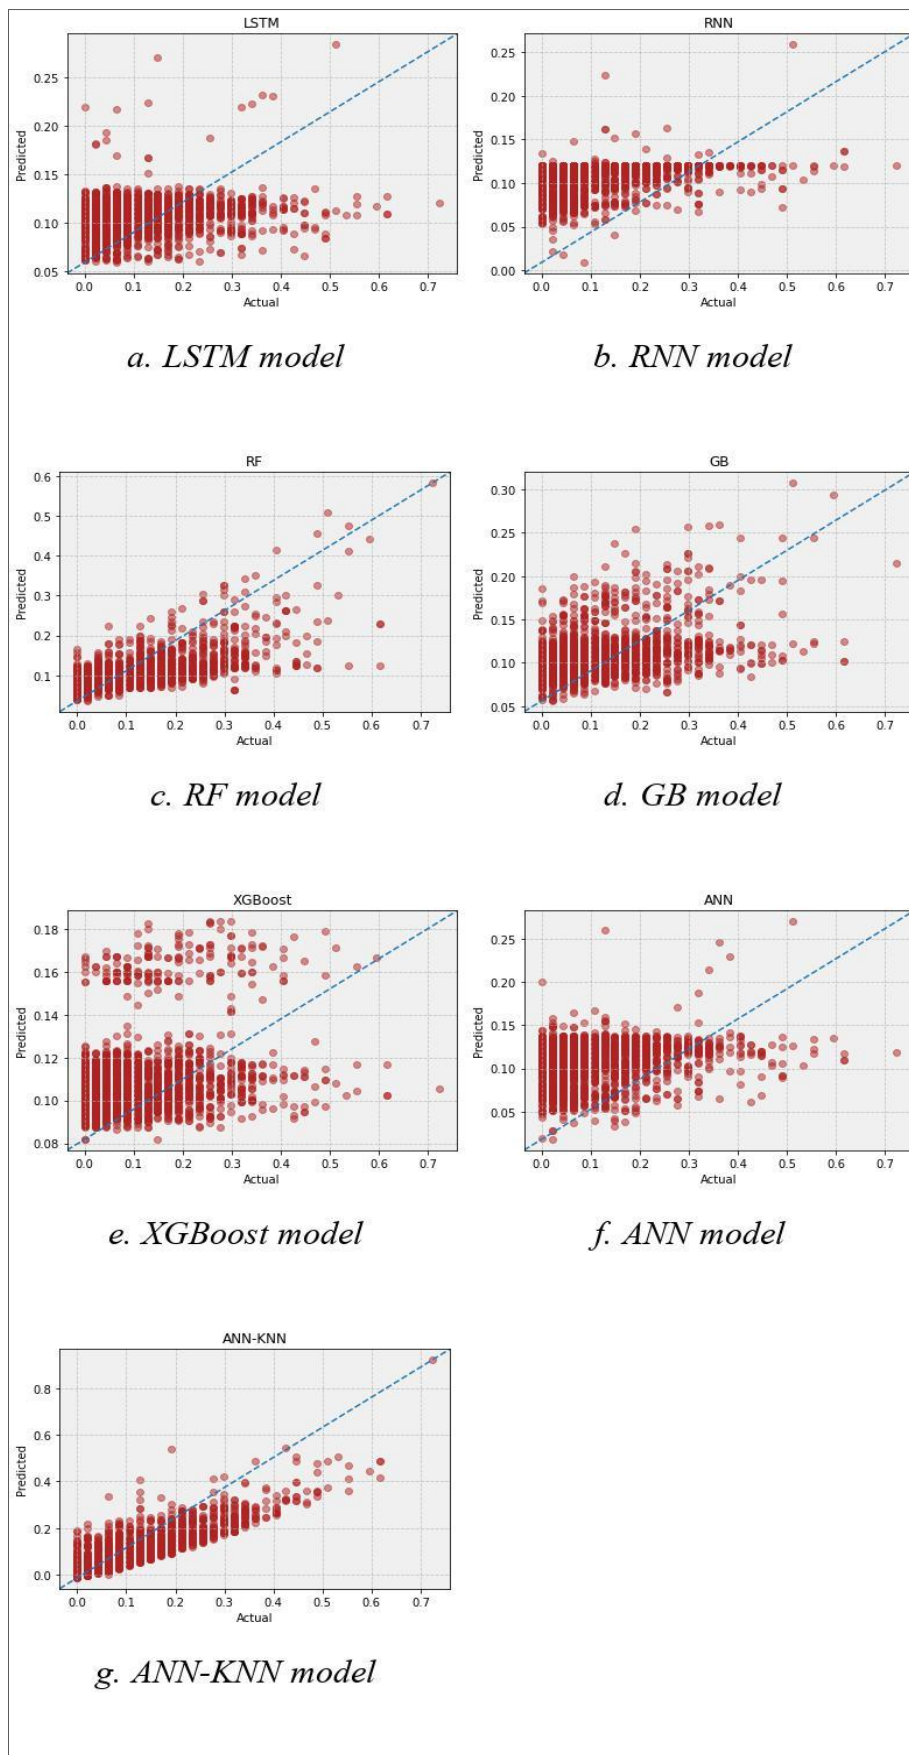 LSTM
0.25
0.20
0.15
0.10
0.05
Predicted
0.0 0.1 0.2 0.3 0.4 0.5 0.6 0.7
Actual
a. LSTM model
RNN
0.25
0.20
0.15
0.10
0.05
0.00
Predicted
0.0 0.1 0.2 0.3 0.4 0.5 0.6 0.7
Actual
b. RNN model
RF
0.6
0.5
0.4
0.3
0.2
0.1
Predicted
0.0 0.1 0.2 0.3 0.4 0.5 0.6 0.7
Actual
c. RF model
GB
0.30
0.25
0.20
0.15
0.10
0.05
Predicted
0.0 0.1 0.2 0.3 0.4 0.5 0.6 0.7
Actual
d. GB model
XGBoost
0.18
0.16
0.14
0.12
0.10
0.08
Predicted
0.0 0.1 0.2 0.3 0.4 0.5 0.6 0.7
Actual
e. XGBoost model
ANN
0.25
0.20
0.15
0.10
0.05
Predicted
0.0 0.1 0.2 0.3 0.4 0.5 0.6 0.7
Actual
f. ANN model
ANN-KNN
0.8
0.6
0.4
0.2
0.0
Predicted
0.0 0.1 0.2 0.3 0.4 0.5 0.6 0.7
Actual
g. ANN-KNN model